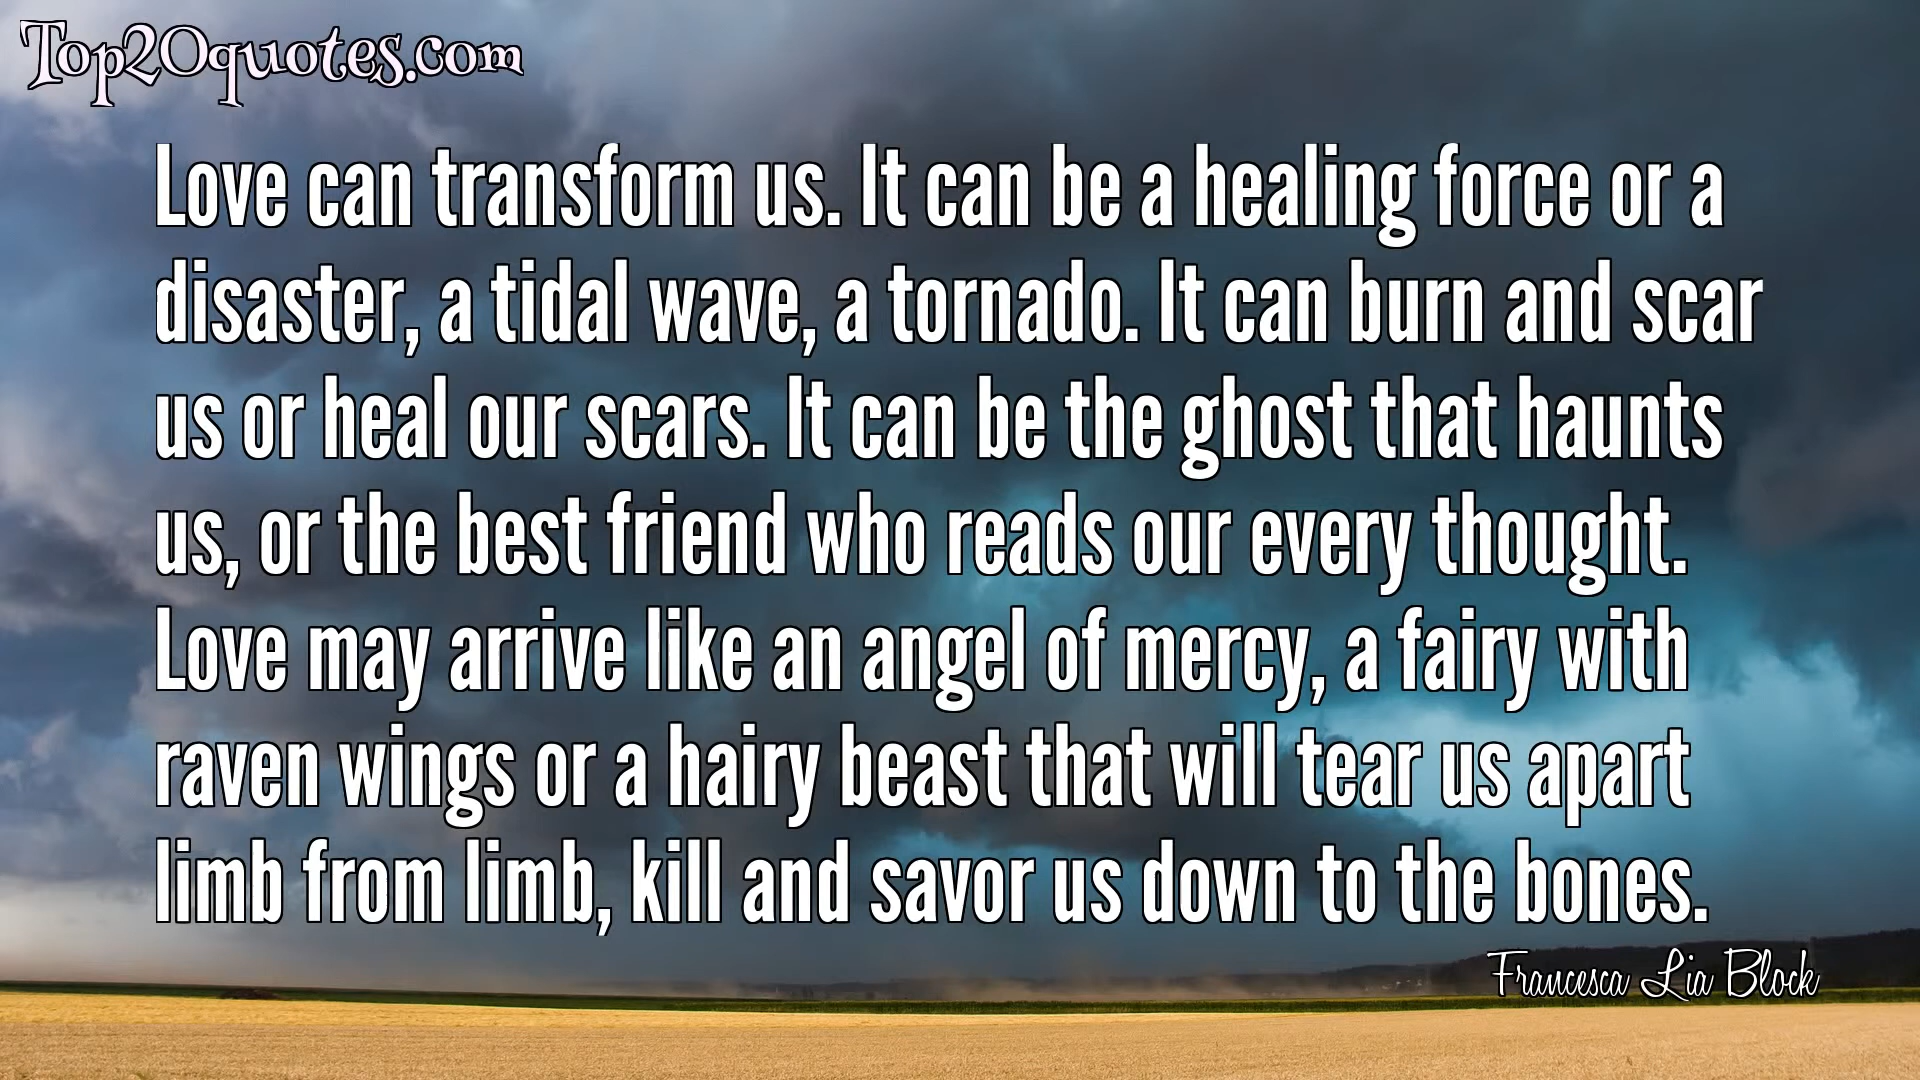 Top20quotes.com
Love can transform us. It can be a healing force or a
disaster, a tidal wave, a tornado. It can burn and scar
us or heal our scars. It can be the ghost that haunts
us, or the best friend who reads our every thought.
Love may arrive like an angel of mercy, a fairy with
raven wings or a hairy beast that will tear us apart
limb from limb, kill and savor us down to the bones.
Francesca Lia Block